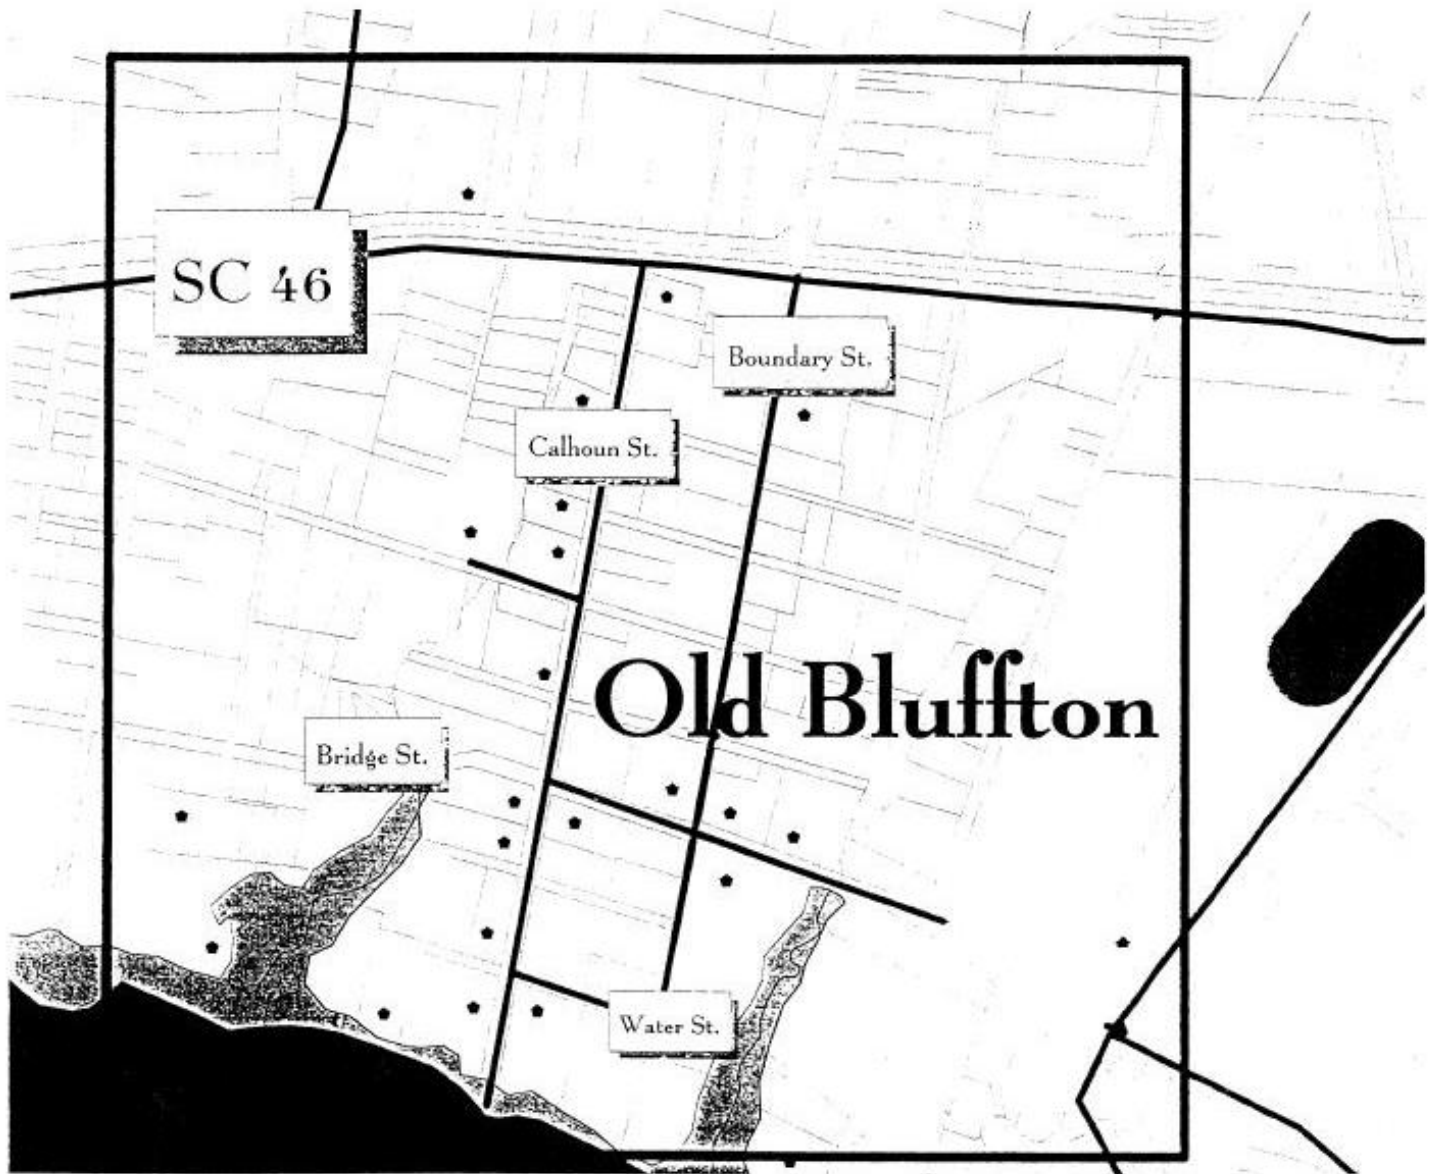 SC 46
Boundary St.
Calhoun St.
Old Bluffton
Bridge St.
Water St.